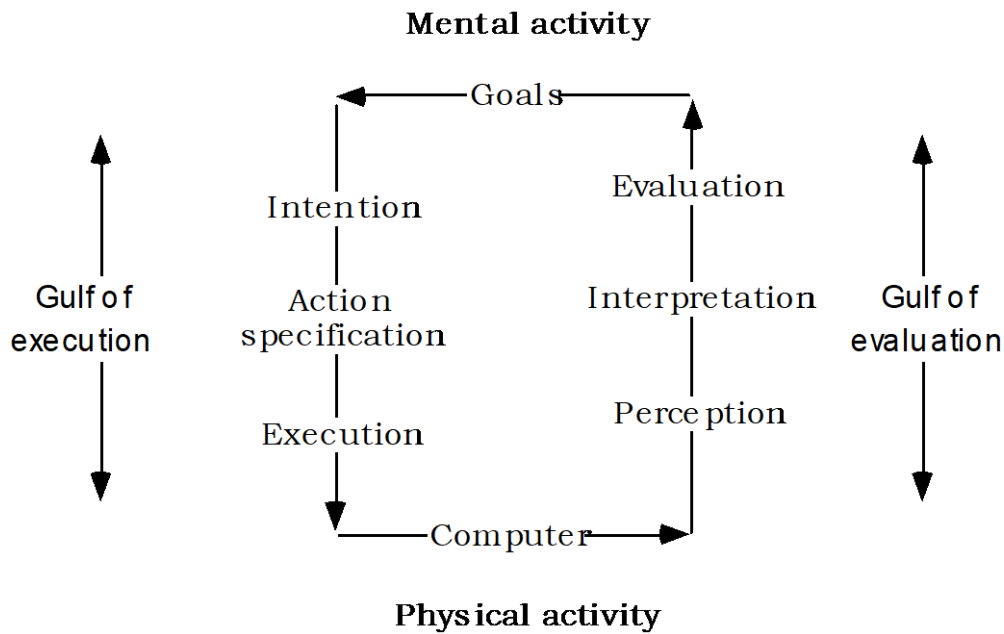 Mental activity
Goals
Intention
Evaluation
Gulf of
execution
Action
specification
Interpretation
Gulf of
evaluation
Execution
Perception
Computer
Physical activity